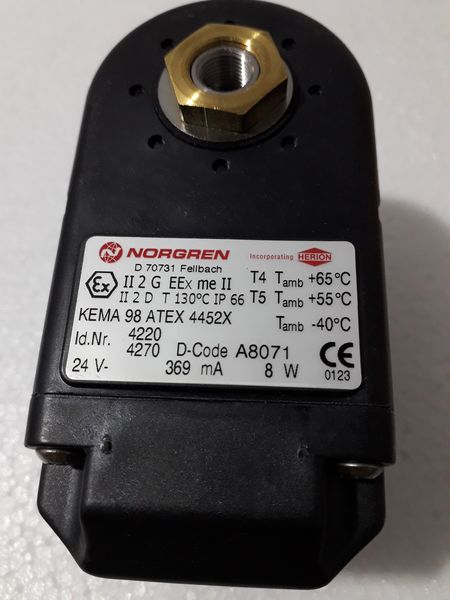 NORGREN Incorporating HERION
D 70731 Fellbach
Ex II 2 G EEx me II T4 Tamb +65°C
II 2 D T 130°C IP 66 T5 Tamb +55°C
KEMA 98 ATEX 4452X Tamb -40°C
Id.Nr. 4220
4270 D-Code A8071 CE
24 V- 369 mA 8 W 0123